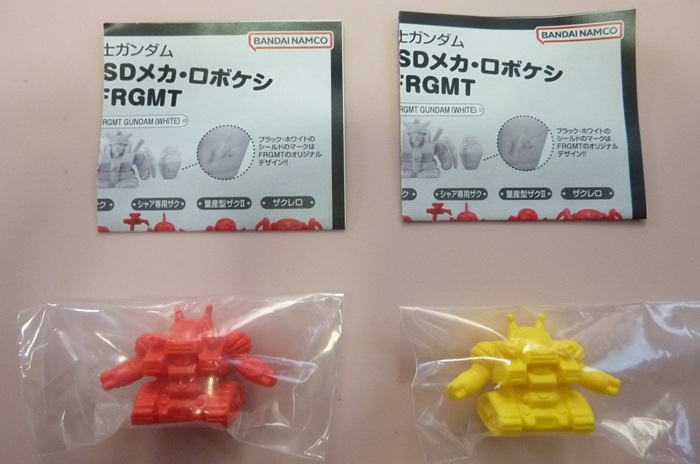 BANDAI NAMCO
士ガンダム
SDメカ・ロボケシ
FRGMT
RGMT GUNDAM (WHITE)
ブラック・ホワイトの
シールドのマークは
FRGMTのオリジナル
デザイン!!
シャア専用ザク
量産型ザクⅡ
ザクレロ
BANDAI NAMCO
士ガンダム
SDメカ・ロボケシ
FRGMT
RGMT GUNDAM (WHITE)
ブラック・ホワイトの
シールドのマークは
FRGMTのオリジナル
デザイン!!
シャア専用ザク
量産型ザクⅡ
ザクレロ